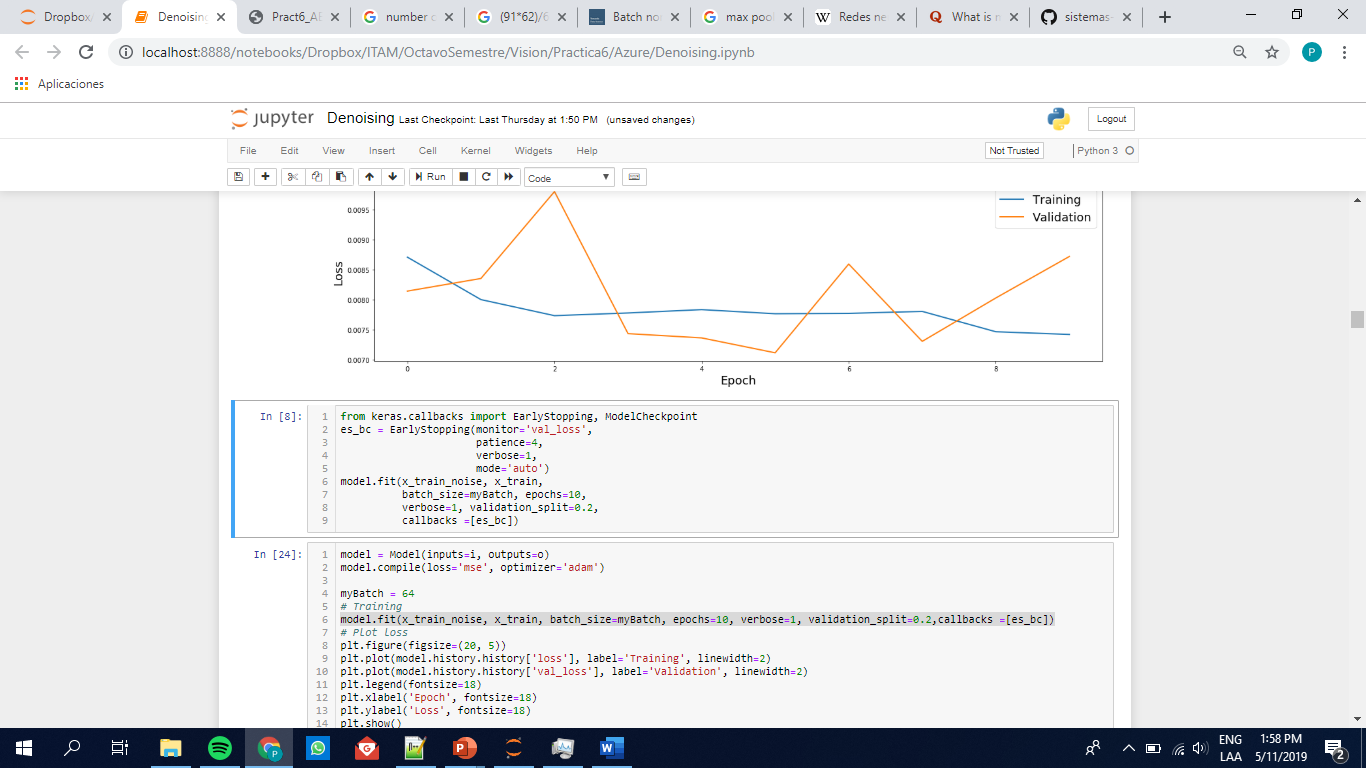 Dropbox/
Denoising
Pract6_AB
number c
(91*62)/6
Batch no
max poo
Redes ne
What is
sistemas-
localhost:8888/notebooks/Dropbox/ITAM/OctavoSemestre/Vision/Practica6/Azure/Denoising.ipynb
P
Aplicaciones
jupyter Denoising Last Checkpoint: Last Thursday at 1:50 PM (unsaved changes)
Logout
File Edit View Insert Cell Kernel Widgets Help
Not Trusted
Python 3
Run
Code
Training
Validation
0.0095
0.0090
0.0085
0.0080
0.0075
0.0070
Loss
0 2 4 6 8
Epoch
In [8]:
1 from keras.callbacks import EarlyStopping, ModelCheckpoint
2 es_bc = EarlyStopping(monitor='val_loss',
3 patience=4,
4 verbose=1,
5 mode='auto')
6 model.fit(x_train_noise, x_train,
7 batch_size=myBatch, epochs=10,
8 verbose=1, validation_split=0.2,
9 callbacks =[es_bc])
In [24]:
1 model = Model(inputs=i, outputs=o)
2 model.compile(loss='mse', optimizer='adam')
3
4 myBatch = 64
5 # Training
6 model.fit(x_train_noise, x_train, batch_size=myBatch, epochs=10, verbose=1, validation_split=0.2,callbacks =[es_bc])
7 # Plot loss
8 plt.figure(figsize=(20, 5))
9 plt.plot(model.history.history['loss'], label='Training', linewidth=2)
10 plt.plot(model.history.history['val_loss'], label='Validation', linewidth=2)
11 plt.legend(fontsize=18)
12 plt.xlabel('Epoch', fontsize=18)
13 plt.ylabel('Loss', fontsize=18)
14 plt.show()
ENG
LAA
1:58 PM
5/11/2019
2